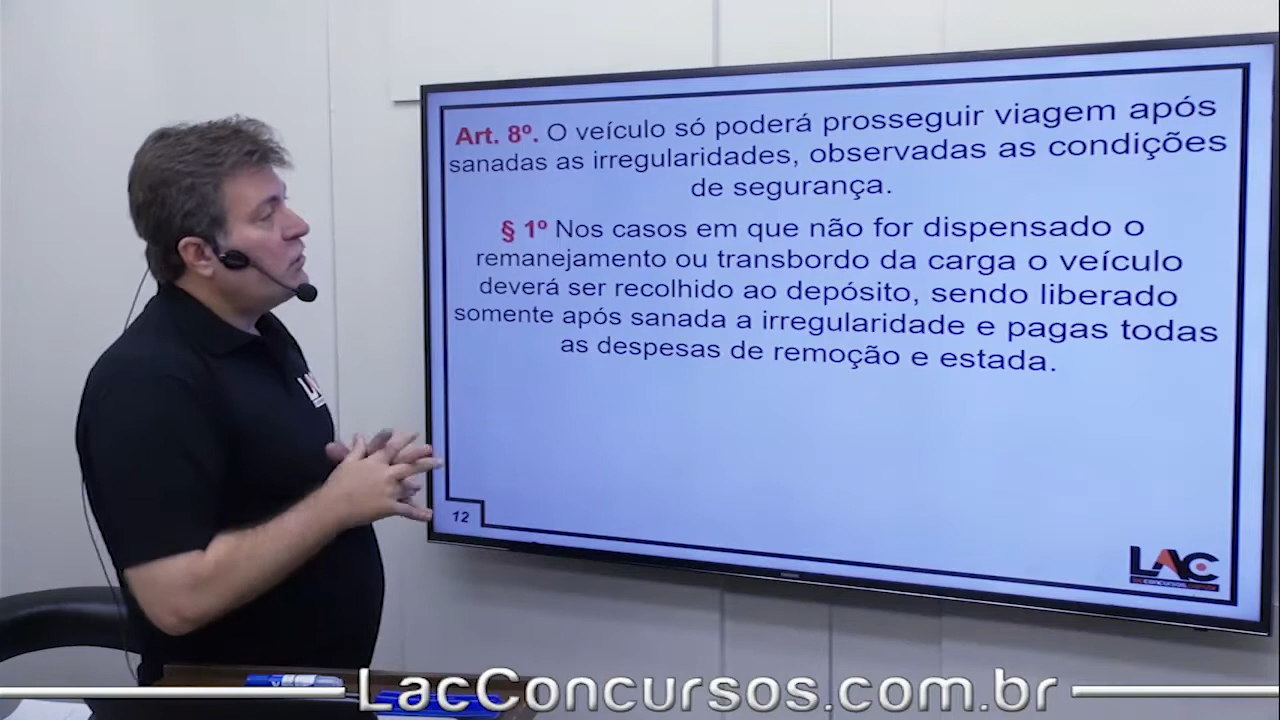 Art. 8º. O veículo só poderá prosseguir viagem após
sanadas as irregularidades, observadas as condições
de segurança.
§ 1º Nos casos em que não for dispensado o
remanejamento ou transbordo da carga o veículo
deverá ser recolhido ao depósito, sendo liberado
somente após sanada a irregularidade e pagas todas
as despesas de remoção e estada.
12
LAC
LacConcursos.com.br